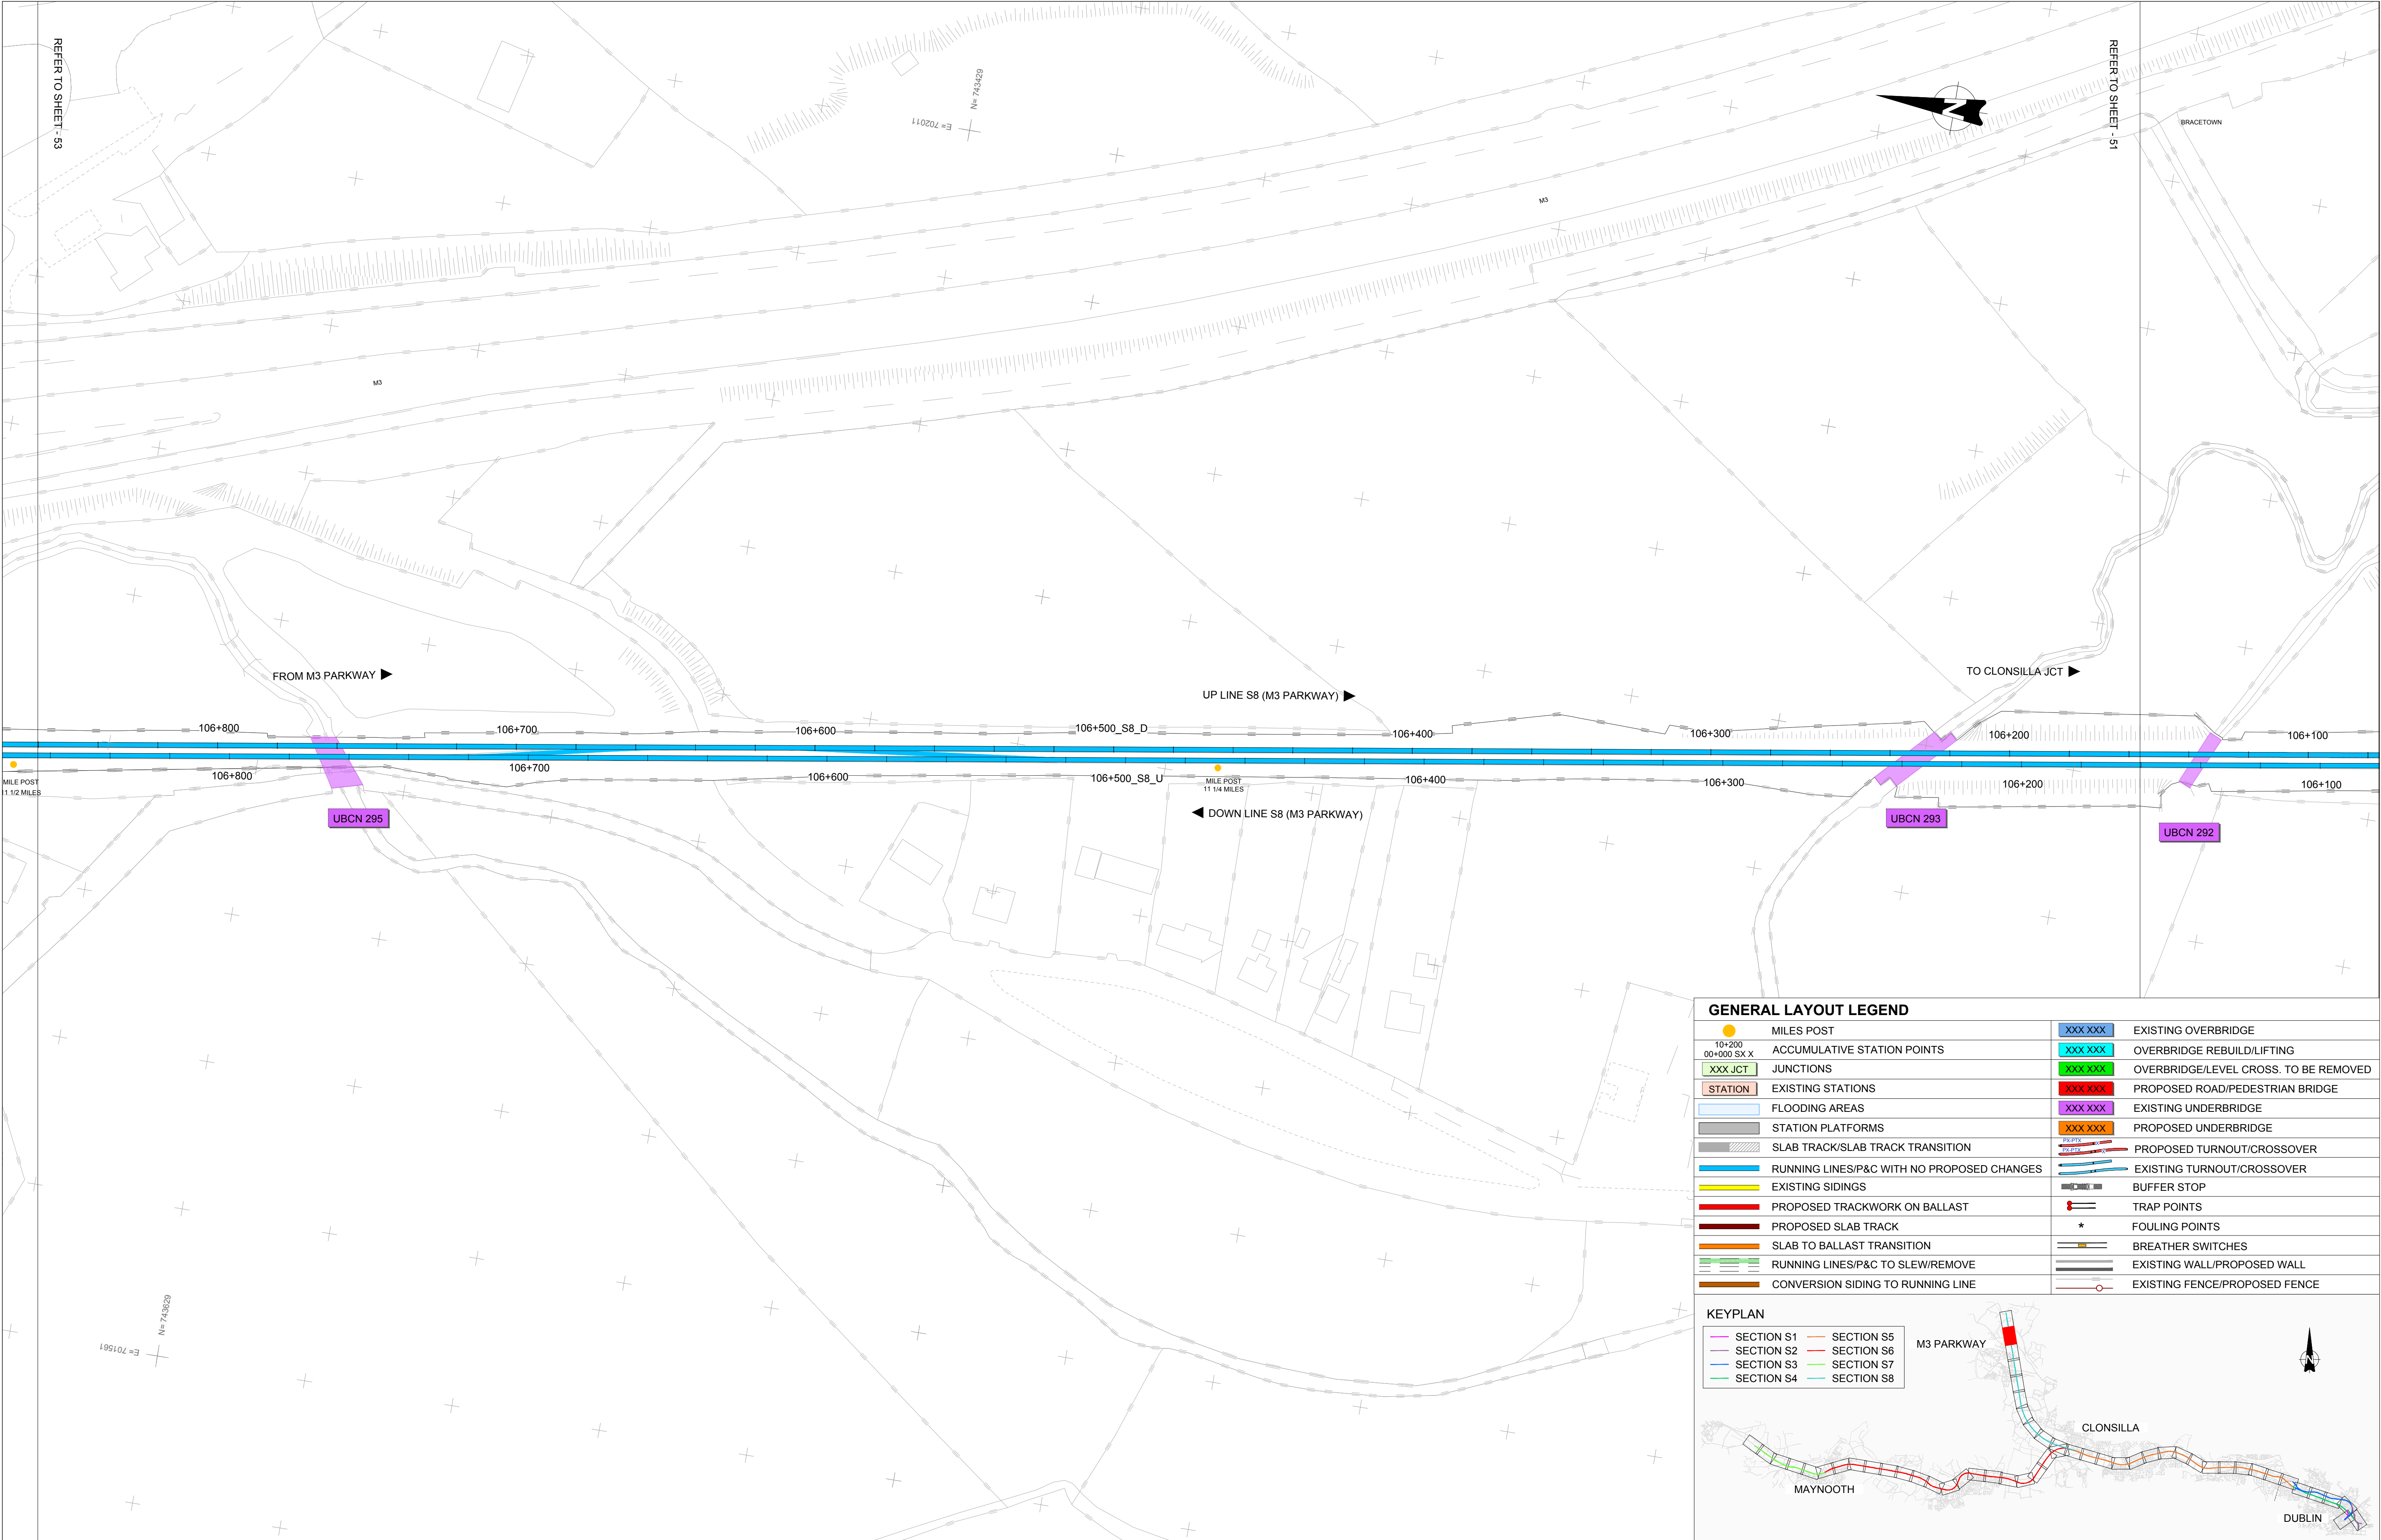 REFER TO SHEET - 53
REFER TO SHEET - 51
N= 743429
E= 702011
N
BRACETOWN
M3
M3
FROM M3 PARKWAY
UP LINE S8 (M3 PARKWAY)
TO CLONSILLA JCT
106+800
106+700
106+600
106+500_S8_D
106+400
106+300
106+200
106+100
106+800
106+700
106+600
106+500_S8_U
106+400
106+300
106+200
106+100
MILE POST
11 1/2 MILES
MILE POST
11 1/4 MILES
DOWN LINE S8 (M3 PARKWAY)
UBCN 295
UBCN 293
UBCN 292
N= 743629
E= 701561
GENERAL LAYOUT LEGEND
MILES POST
10+200
00+000 SX X
ACCUMULATIVE STATION POINTS
XXX JCT
JUNCTIONS
STATION
EXISTING STATIONS
FLOODING AREAS
STATION PLATFORMS
SLAB TRACK/SLAB TRACK TRANSITION
RUNNING LINES/P&C WITH NO PROPOSED CHANGES
EXISTING SIDINGS
PROPOSED TRACKWORK ON BALLAST
PROPOSED SLAB TRACK
SLAB TO BALLAST TRANSITION
RUNNING LINES/P&C TO SLEW/REMOVE
CONVERSION SIDING TO RUNNING LINE
XXX XXX
EXISTING OVERBRIDGE
XXX XXX
OVERBRIDGE REBUILD/LIFTING
XXX XXX
OVERBRIDGE/LEVEL CROSS. TO BE REMOVED
XXX XXX
PROPOSED ROAD/PEDESTRIAN BRIDGE
XXX XXX
EXISTING UNDERBRIDGE
XXX XXX
PROPOSED UNDERBRIDGE
PX-PTX
PX-PTX
PROPOSED TURNOUT/CROSSOVER
EXISTING TURNOUT/CROSSOVER
BUFFER STOP
TRAP POINTS
* FOULING POINTS
BREATHER SWITCHES
EXISTING WALL/PROPOSED WALL
EXISTING FENCE/PROPOSED FENCE
KEYPLAN
SECTION S1
SECTION S2
SECTION S3
SECTION S4
SECTION S5
SECTION S6
SECTION S7
SECTION S8
M3 PARKWAY
N
CLONSILLA
MAYNOOTH
DUBLIN